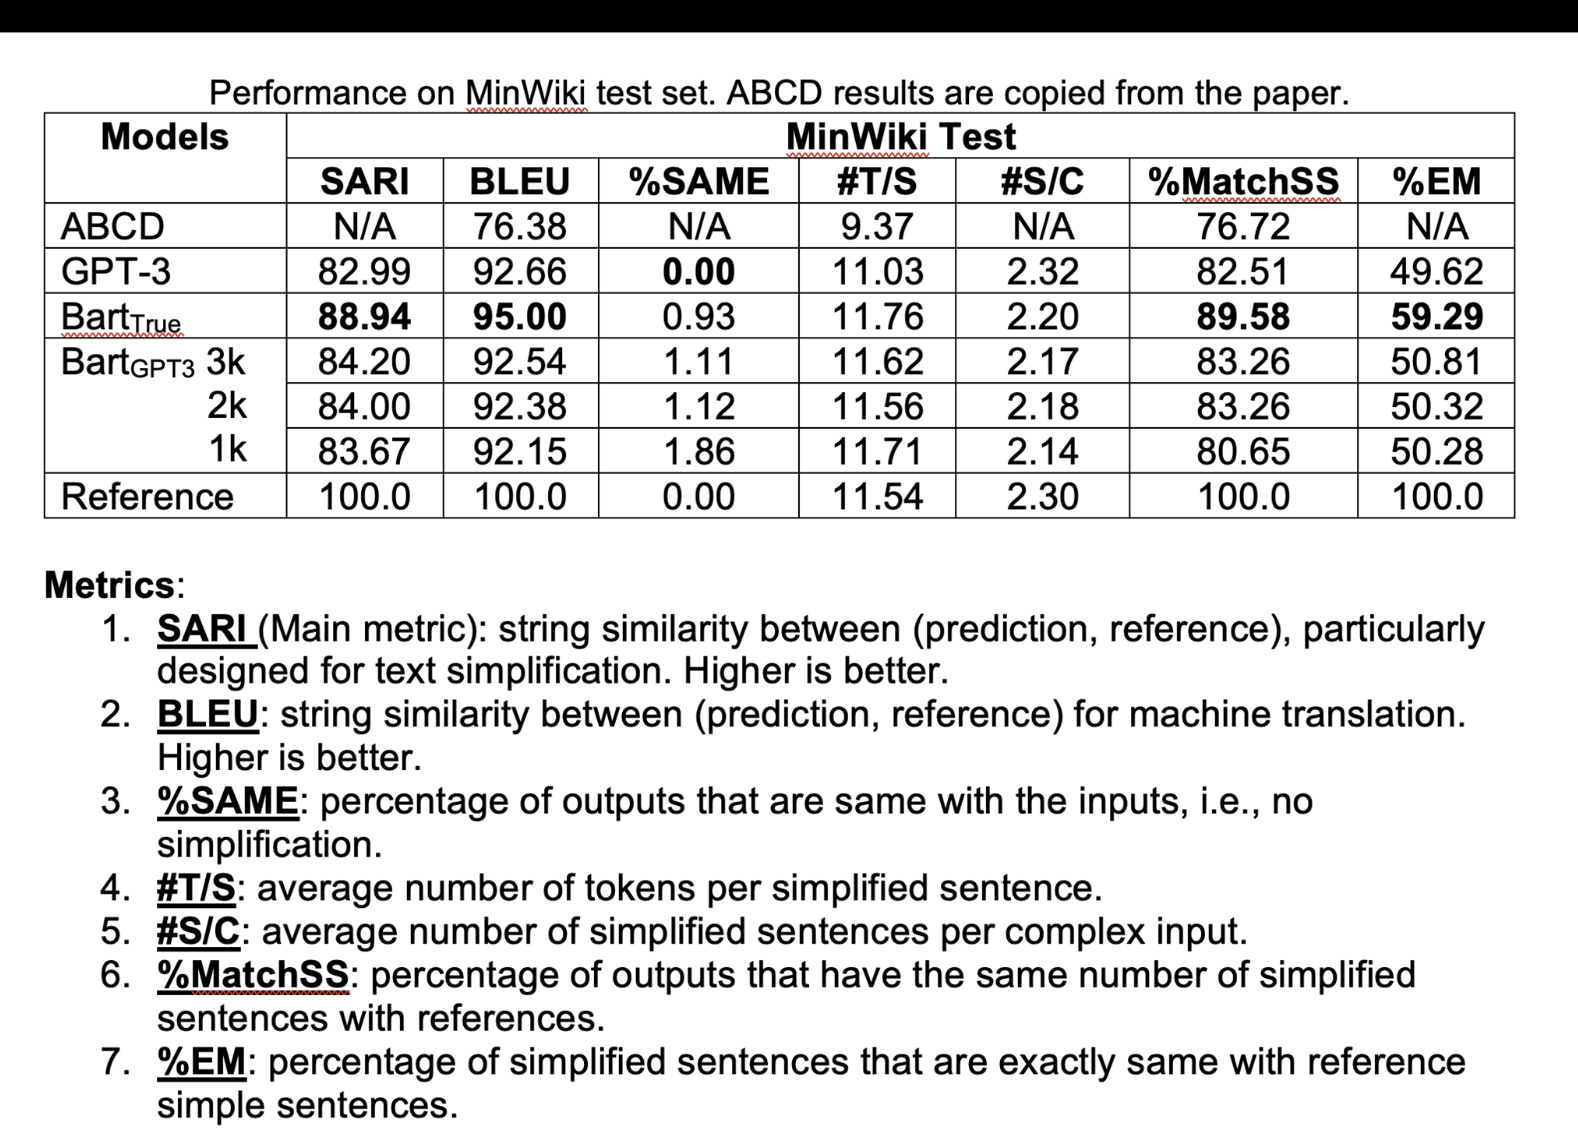 Performance on MinWiki test set. ABCD results are copied from the paper.
Models MinWiki Test
SARI BLEU %SAME #T/S #S/C %MatchSS %EM
ABCD N/A 76.38 N/A 9.37 N/A 76.72 N/A
GPT-3 82.99 92.66 0.00 11.03 2.32 82.51 49.62
BartTrue 88.94 95.00 0.93 11.76 2.20 89.58 59.29
BartGPT3 3k 84.20 92.54 1.11 11.62 2.17 83.26 50.81
2k 84.00 92.38 1.12 11.56 2.18 83.26 50.32
1k 83.67 92.15 1.86 11.71 2.14 80.65 50.28
Reference 100.0 100.0 0.00 11.54 2.30 100.0 100.0
Metrics:
1. SARI (Main metric): string similarity between (prediction, reference), particularly
designed for text simplification. Higher is better.
2. BLEU: string similarity between (prediction, reference) for machine translation.
Higher is better.
3. %SAME: percentage of outputs that are same with the inputs, i.e., no
simplification.
4. #T/S: average number of tokens per simplified sentence.
5. #S/C: average number of simplified sentences per complex input.
6. %MatchSS: percentage of outputs that have the same number of simplified
sentences with references.
7. %EM: percentage of simplified sentences that are exactly same with reference
simple sentences.